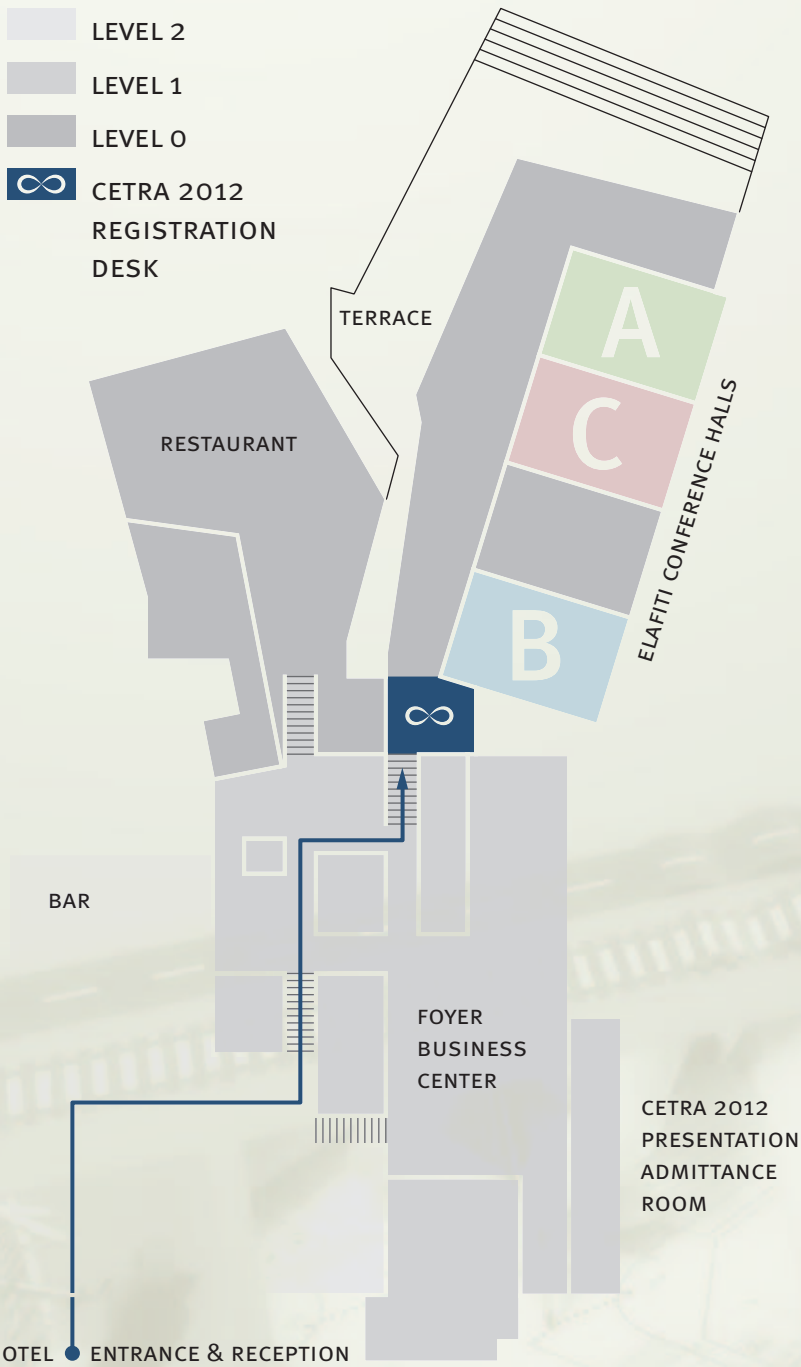 LEVEL 2
LEVEL 1
LEVEL 0
CETRA 2012
REGISTRATION
DESK
TERRACE
A
RESTAURANT
C
ELAFITI CONFERENCE HALLS
B
BAR
FOYER
BUSINESS
CENTER
CETRA 2012
PRESENTATION
ADMITTANCE
ROOM
OTEL ENTRANCE & RECEPTION